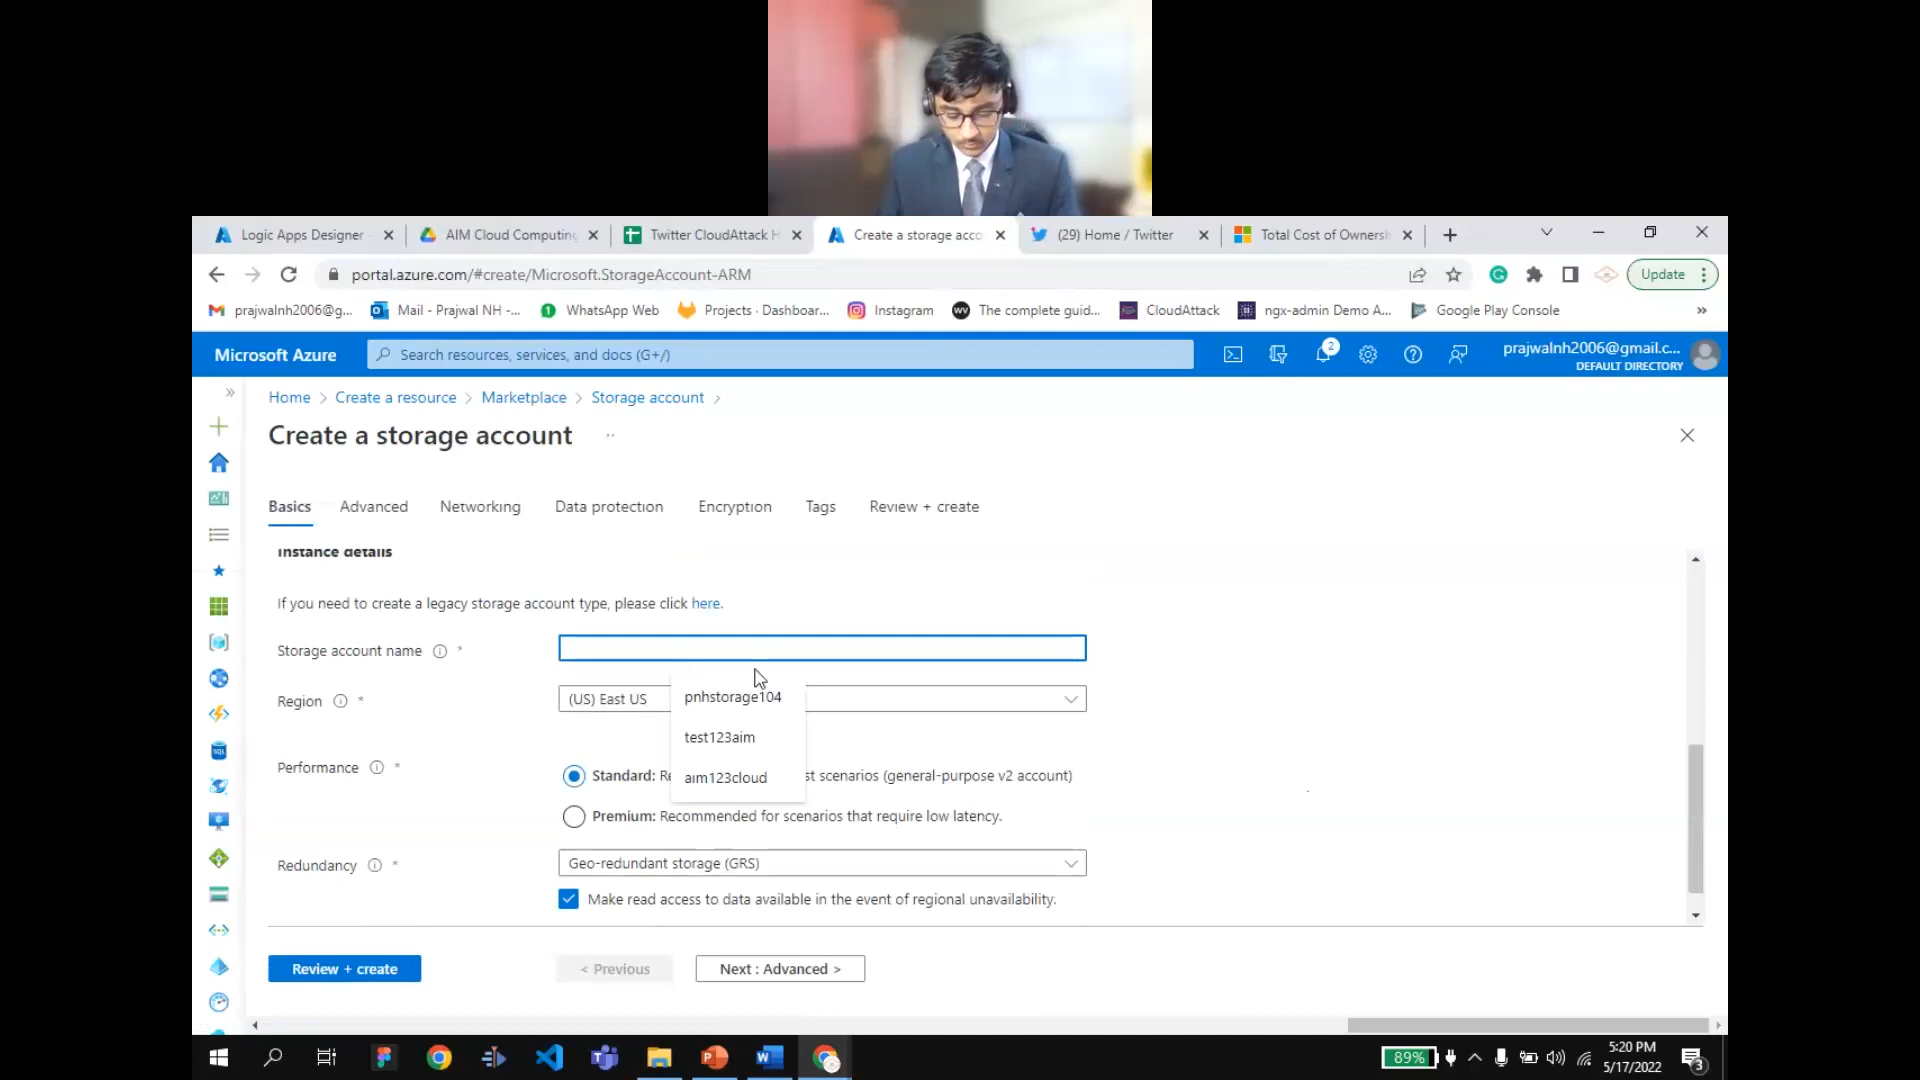 Logic Apps Designer
AIM Cloud Computing
Twitter CloudAttack H
Create a storage acco
(29) Home / Twitter
Total Cost of Ownersh
portal.azure.com/#create/Microsoft.StorageAccount-ARM
Update
prajwalnh2006@g...
Mail - Prajwal NH -...
WhatsApp Web
Projects · Dashboar...
Instagram
The complete guid...
CloudAttack
ngx-admin Demo A...
Google Play Console
»
Microsoft Azure
Search resources, services, and docs (G+/)
2
prajwalnh2006@gmail.c...
DEFAULT DIRECTORY
Home > Create a resource > Marketplace > Storage account >
Create a storage account
Basics
Advanced
Networking
Data protection
Encryption
Tags
Review + create
Instance details
If you need to create a legacy storage account type, please click here.
Storage account name *
Region *
(US) East US
pnhstorage104
test123aim
aim123cloud
Performance *
Standard: Re
st scenarios (general-purpose v2 account)
Premium: Recommended for scenarios that require low latency.
Redundancy *
Geo-redundant storage (GRS)
Make read access to data available in the event of regional unavailability.
Review + create
< Previous
Next : Advanced >
89%
5:20 PM
5/17/2022
3